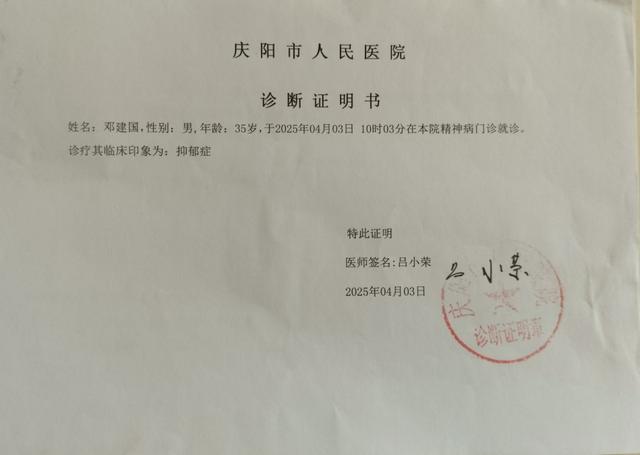 庆阳市人民医院
诊断证明书
姓名：邓建国,性别：男,年龄：35岁，于2025年04月03日 10时03分在本院精神病门诊就诊。
诊疗其临床印象为：抑郁症
特此证明
医师签名:吕小荣
吕小荣
2025年04月03日
庆
诊断证明章